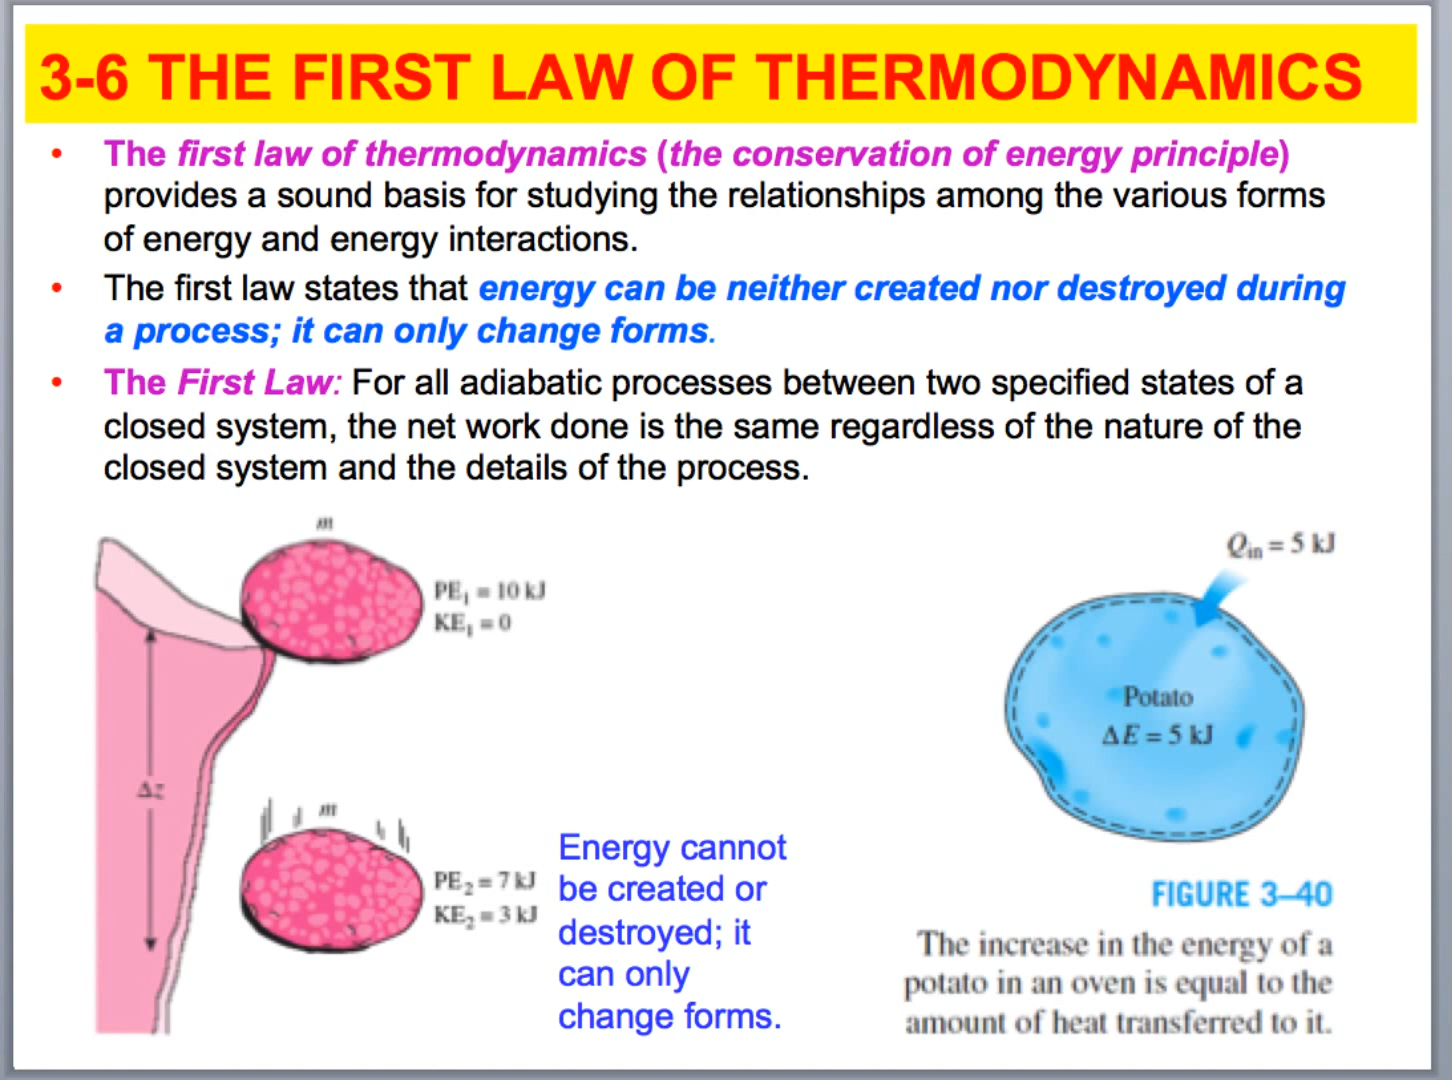 3-6 THE FIRST LAW OF THERMODYNAMICS
• The first law of thermodynamics (the conservation of energy principle)
provides a sound basis for studying the relationships among the various forms
of energy and energy interactions.
• The first law states that energy can be neither created nor destroyed during
a process; it can only change forms.
• The First Law: For all adiabatic processes between two specified states of a
closed system, the net work done is the same regardless of the nature of the
closed system and the details of the process.
m
PE₁ = 10 kJ
KE₁ = 0
Δz
m
PE₂ = 7 kJ
KE₂ = 3 kJ
Energy cannot
be created or
destroyed; it
can only
change forms.
Qin = 5 kJ
Potato
ΔE = 5 kJ
FIGURE 3–40
The increase in the energy of a
potato in an oven is equal to the
amount of heat transferred to it.